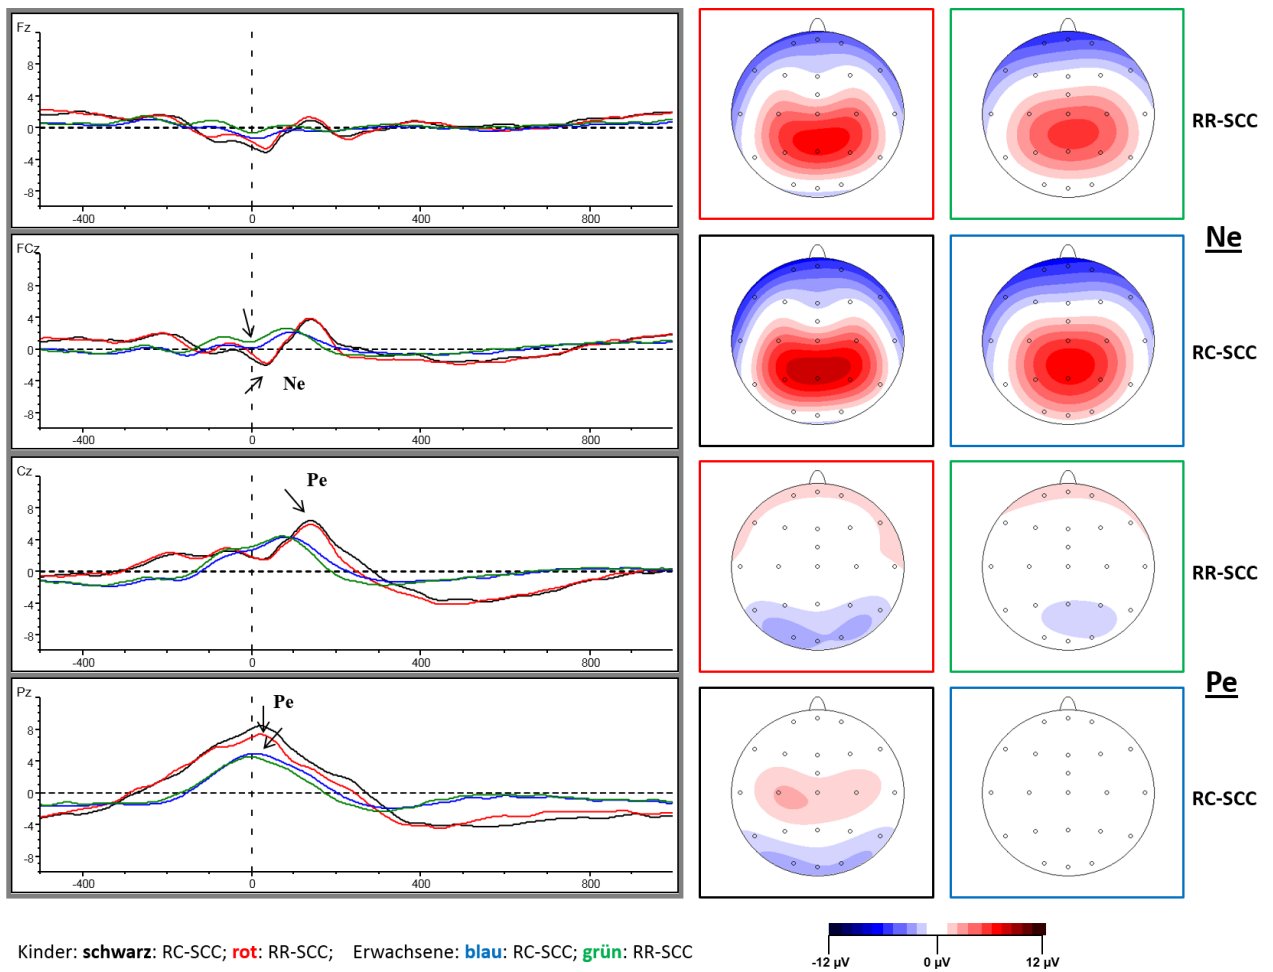 Fz
8
4
0
-4
-8
-400
0
400
800
RR-SCC
Ne
FCz
8
4
0
-4
-8
Ne
-400
0
400
800
RC-SCC
Cz
8
4
0
-4
-8
Pe
-400
0
400
800
RR-SCC
Pe
Pz
8
4
0
-4
-8
Pe
-400
0
400
800
RC-SCC
Kinder: schwarz: RC-SCC; rot: RR-SCC; Erwachsene: blau: RC-SCC; grün: RR-SCC
-12 µV 0 µV 12 µV